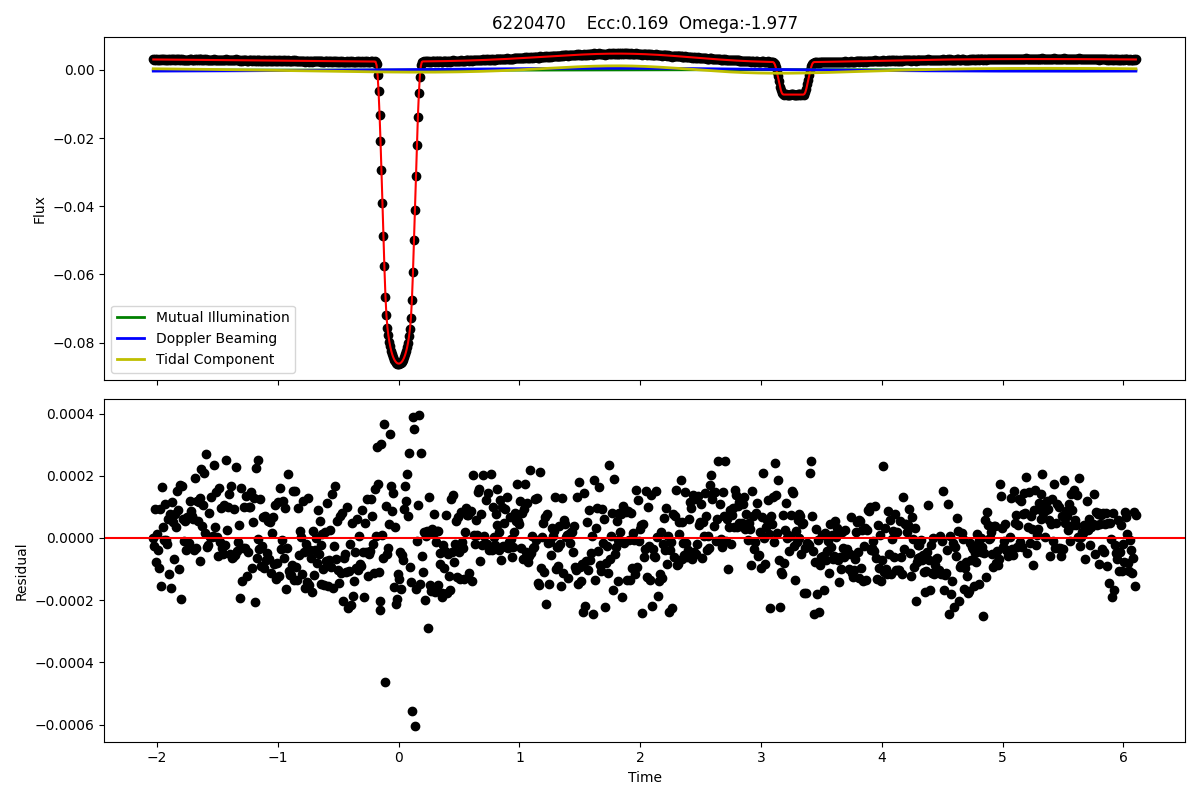 6220470    Ecc:0.169  Omega:-1.977
0.00
−0.02
−0.04
−0.06
−0.08
Flux
Mutual Illumination
Doppler Beaming
Tidal Component
0.0004
0.0002
0.0000
−0.0002
−0.0004
−0.0006
Residual
−2 −1 0 1 2 3 4 5 6
Time